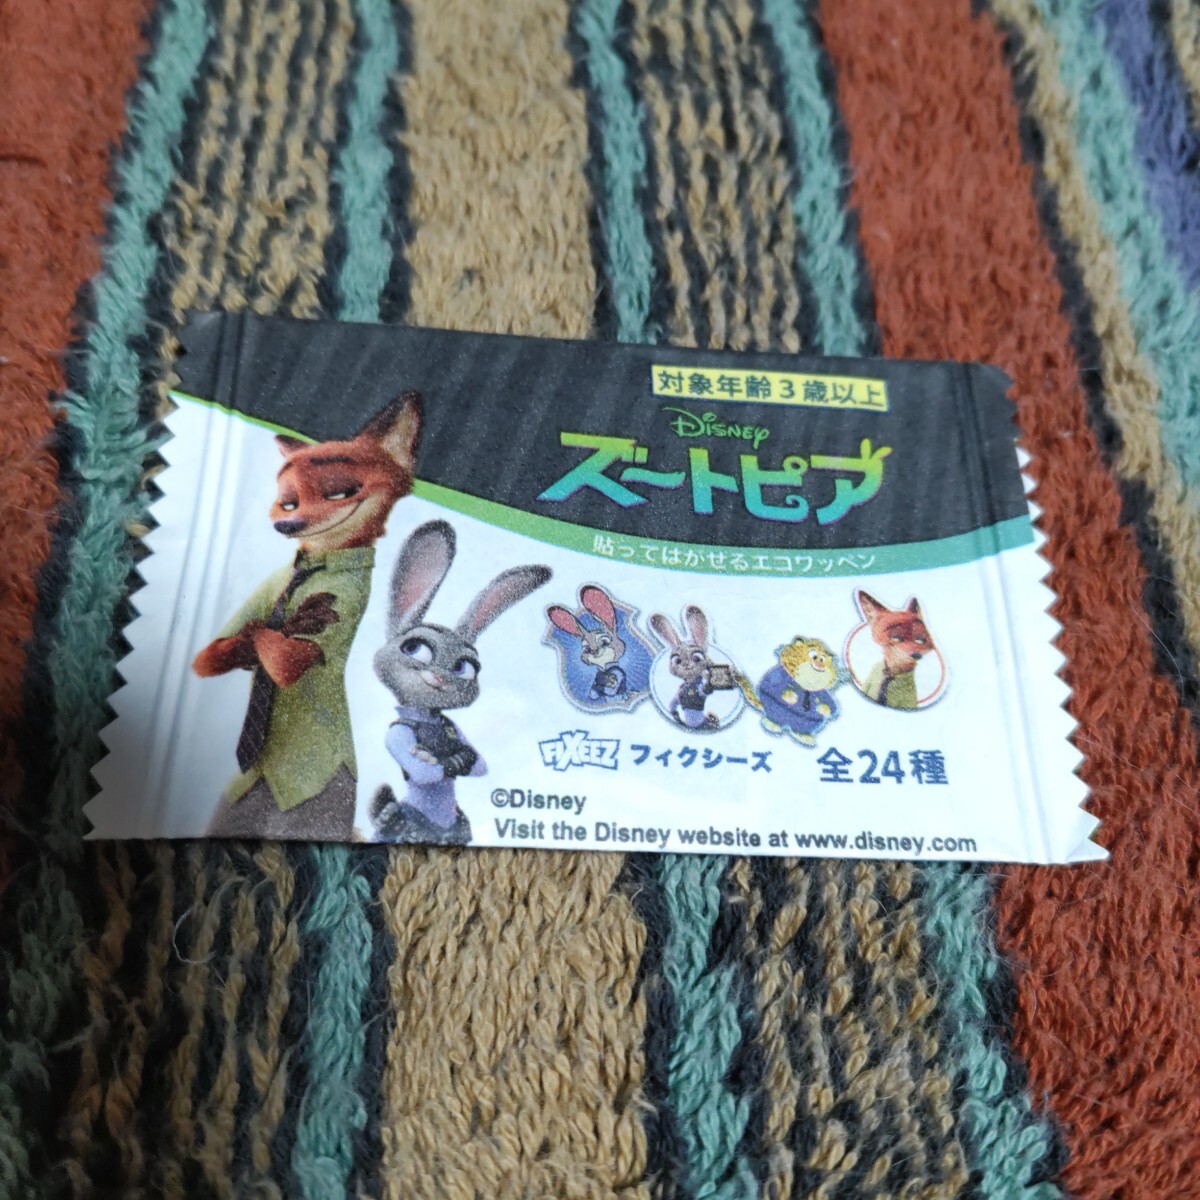 対象年齢3歳以上
Disney
ズートピア
貼ってはがせるエコワッペン
FIXEEZ フィクシーズ 全24種
©Disney
Visit the Disney website at www.disney.com